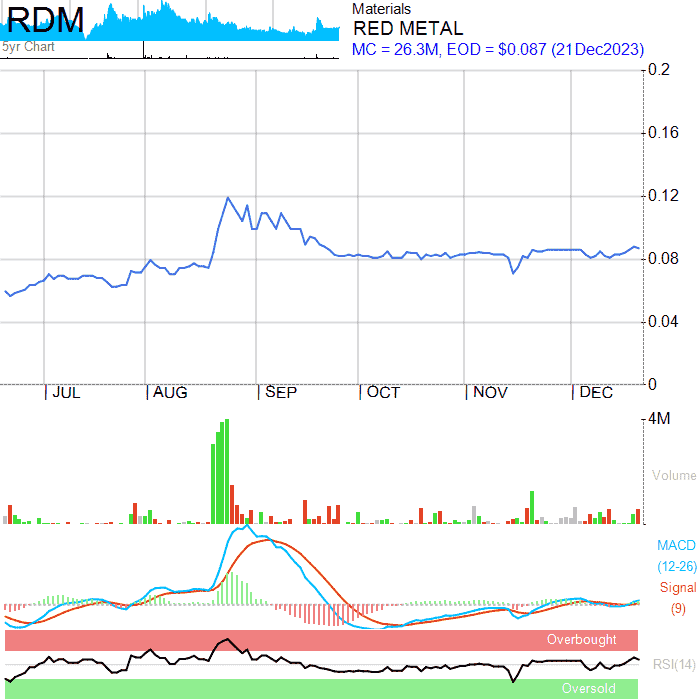 RDM
5yr Chart
Materials
RED METAL
MC = 26.3M, EOD = $0.087 (21Dec2023)
0.2
0.16
0.12
0.08
0.04
0
JUL AUG SEP OCT NOV DEC
4M
Volume
MACD
(12-26)
Signal
(9)
Overbought
RSI(14)
Oversold